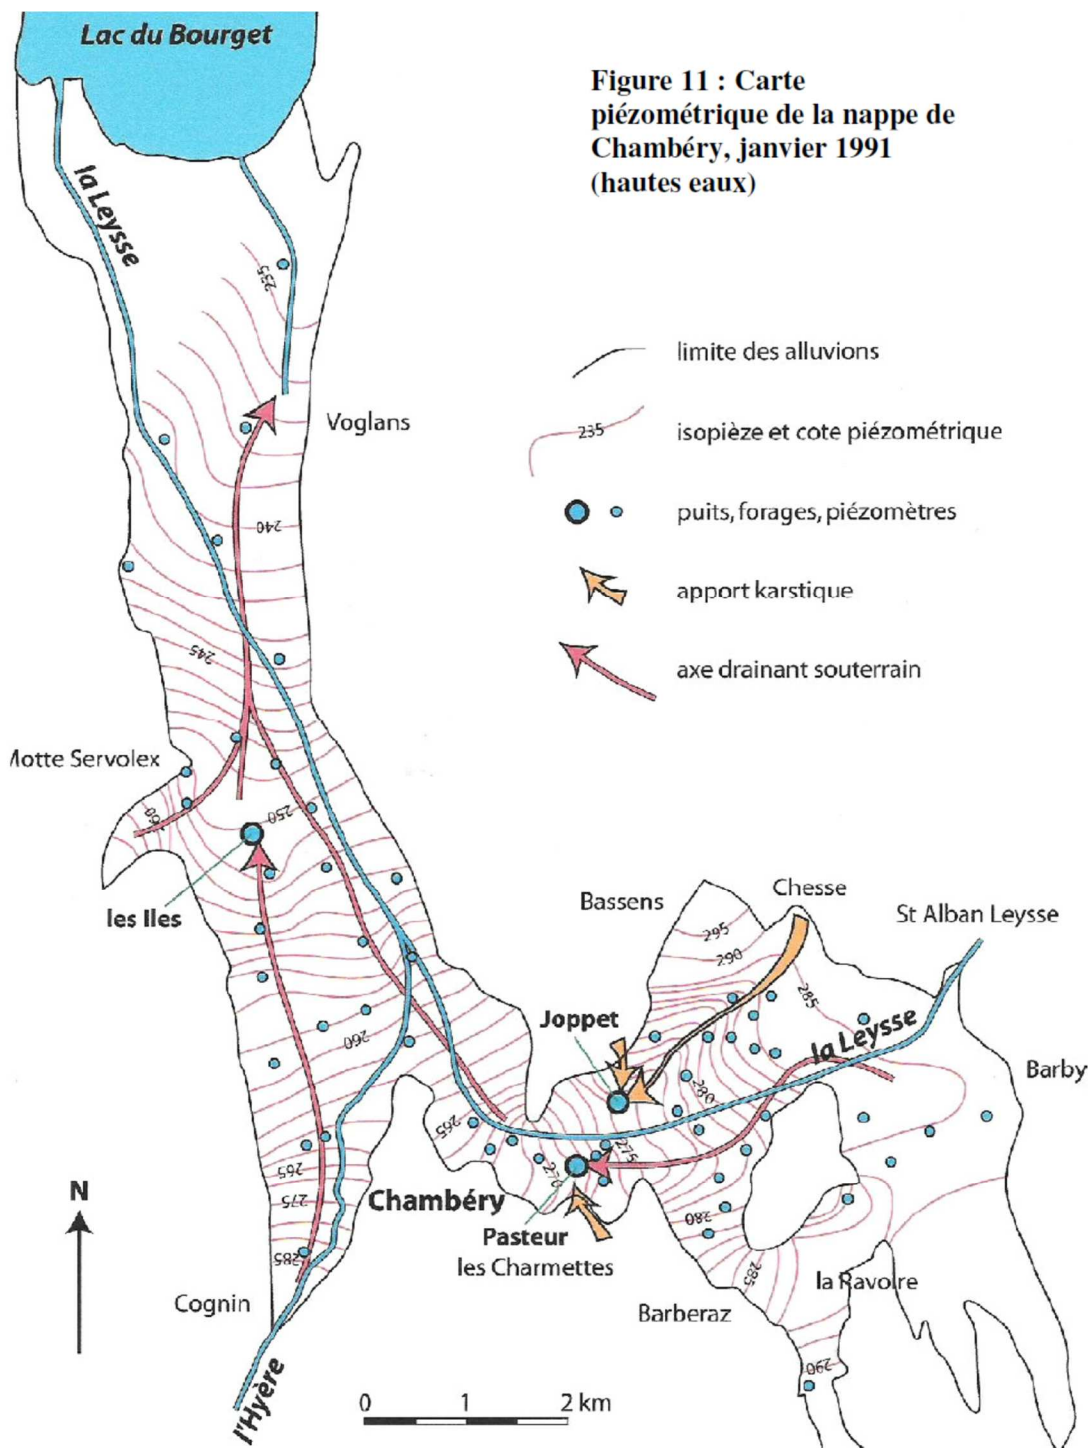 Lac du Bourget
Figure 11 : Carte
piézométrique de la nappe de
Chambéry, janvier 1991
(hautes eaux)
la Leysse
235
limite des alluvions
Voglans
235
isopièze et cote piézométrique
240
puits, forages, piézomètres
apport karstique
245
axe drainant souterrain
Motte Servolex
260
250
les Iles
Bassens
Chesse
St Alban Leysse
295
290
285
Joppet
la Leysse
260
Barby
280
265
275
265
270
N
275
Chambéry
280
Pasteur
les Charmettes
285
285
la Ravoire
Cognin
Barberaz
290
l'Hyère
0 1 2 km